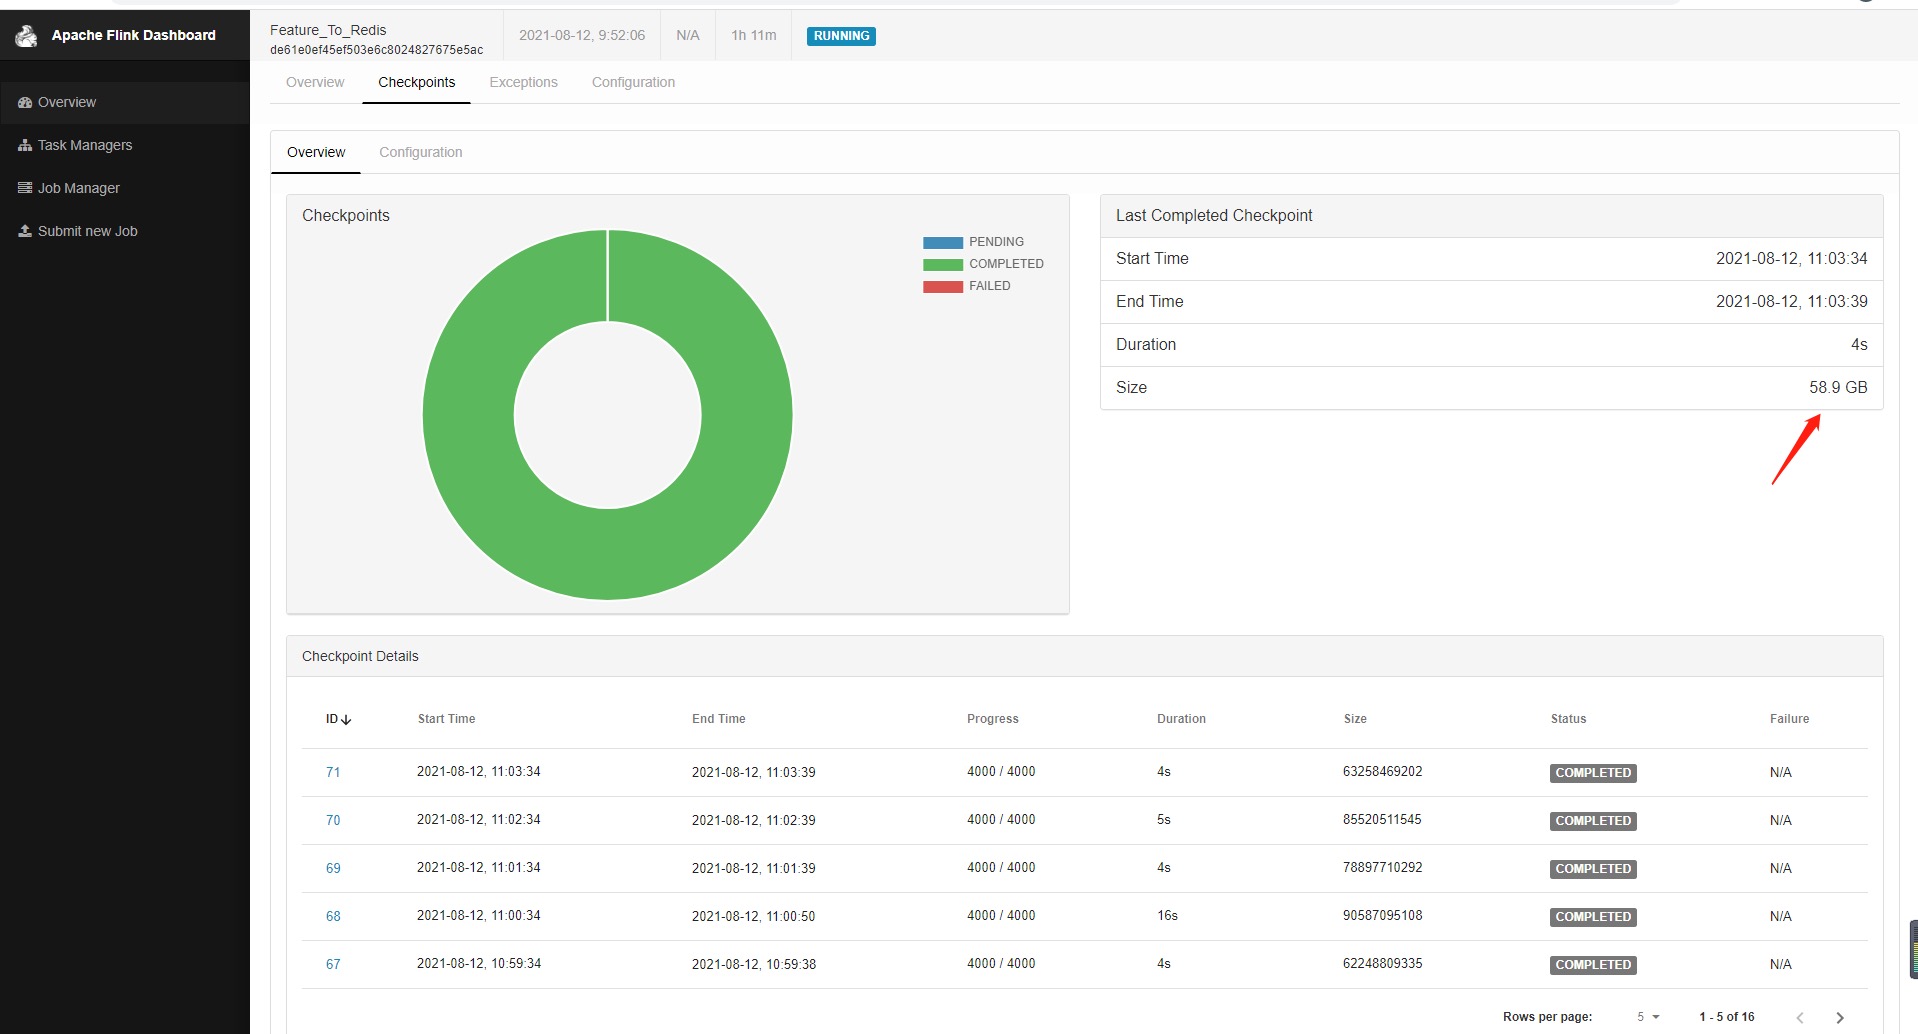 Apache Flink Dashboard
Overview
Task Managers
Job Manager
Submit new Job
Feature_To_Redis
de61e0ef45ef503e6c8024827675e5ac
2021-08-12, 9:52:06 N/A 1h 11m RUNNING
Overview Checkpoints Exceptions Configuration
Overview Configuration
Checkpoints
PENDING
COMPLETED
FAILED
Last Completed Checkpoint
Start Time 2021-08-12, 11:03:34
End Time 2021-08-12, 11:03:39
Duration 4s
Size 58.9 GB
Checkpoint Details
ID Start Time End Time Progress Duration Size Status Failure
71 2021-08-12, 11:03:34 2021-08-12, 11:03:39 4000 / 4000 4s 63258469202 COMPLETED N/A
70 2021-08-12, 11:02:34 2021-08-12, 11:02:39 4000 / 4000 5s 85520511545 COMPLETED N/A
69 2021-08-12, 11:01:34 2021-08-12, 11:01:39 4000 / 4000 4s 78897710292 COMPLETED N/A
68 2021-08-12, 11:00:34 2021-08-12, 11:00:50 4000 / 4000 16s 90587095108 COMPLETED N/A
67 2021-08-12, 10:59:34 2021-08-12, 10:59:38 4000 / 4000 4s 62248809335 COMPLETED N/A
Rows per page: 5 1 - 5 of 16